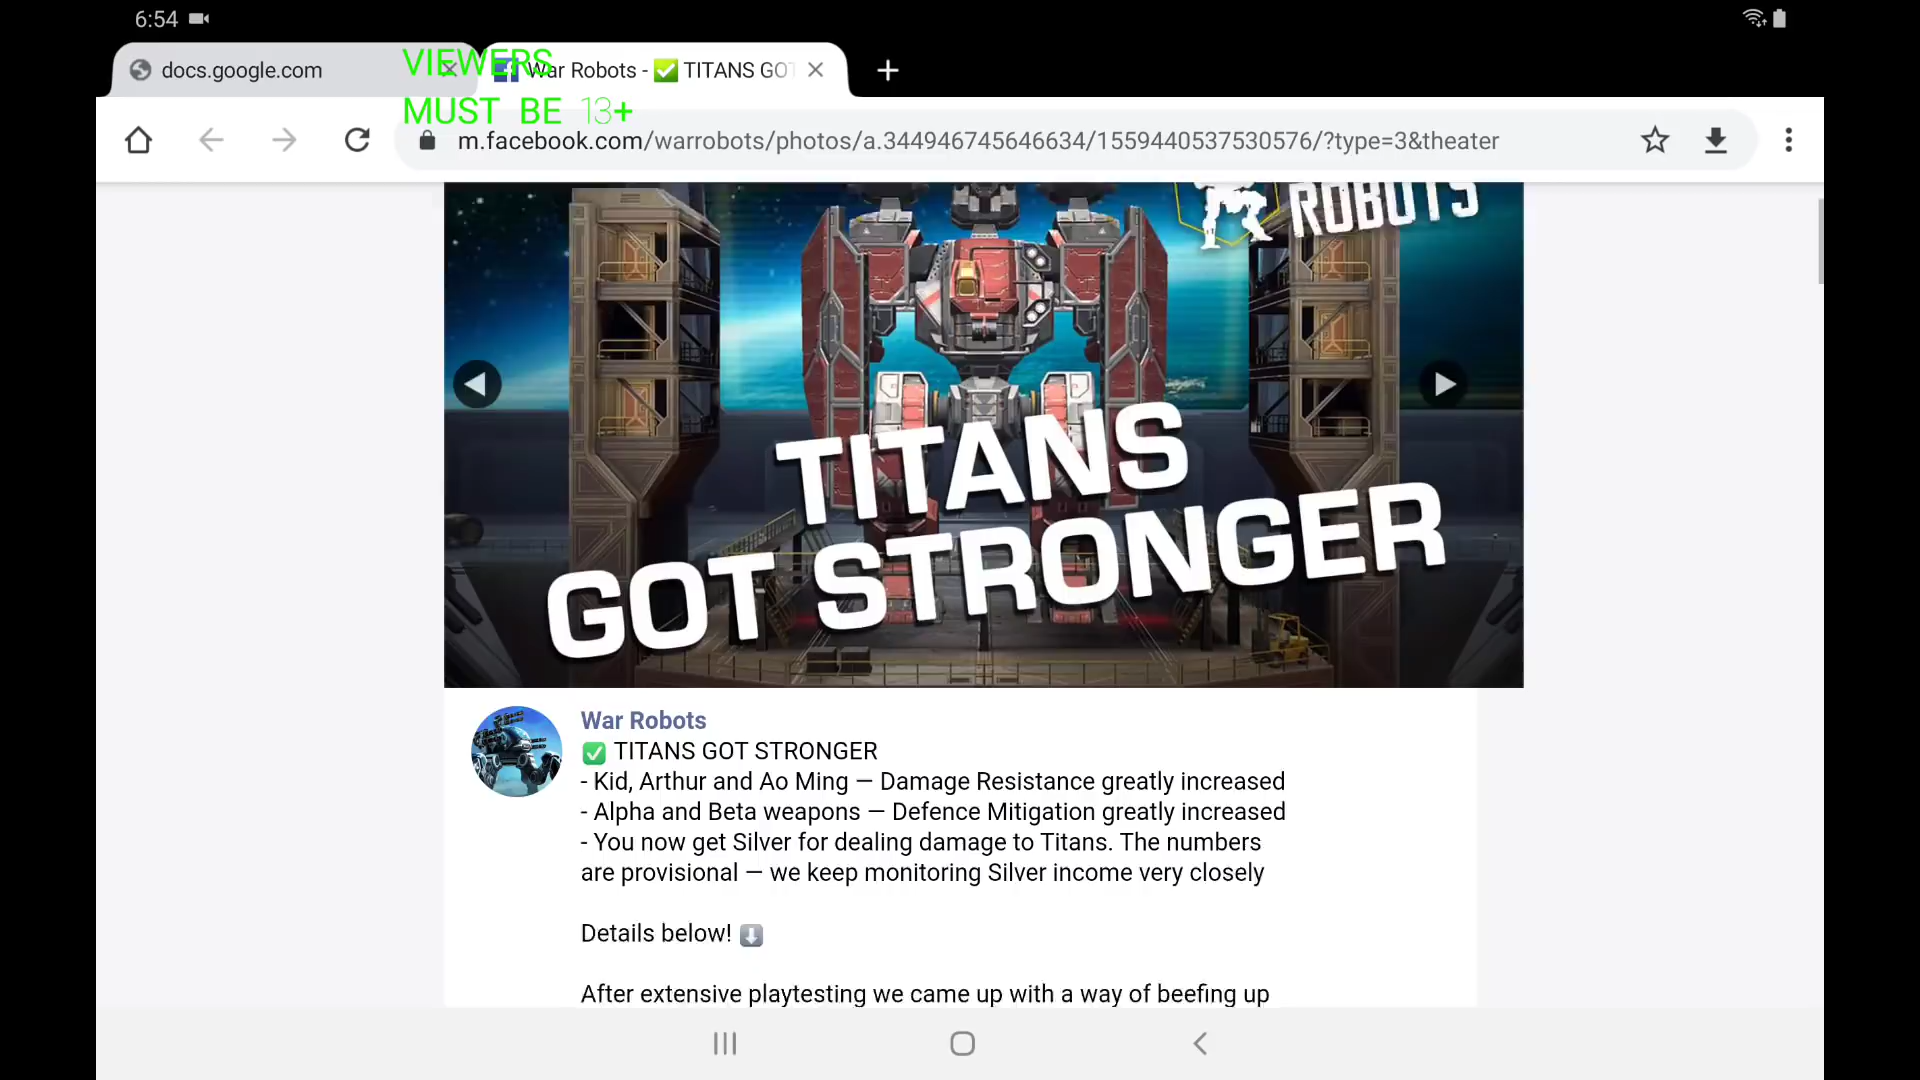 6:54
VIEWERS
MUST BE 13+
docs.google.com
War Robots - ✅ TITANS GOT
m.facebook.com/warrobots/photos/a.344946745646634/1559440537530576/?type=3&theater
ROBOTS
TITANS
GOT STRONGER
War Robots
✅ TITANS GOT STRONGER
- Kid, Arthur and Ao Ming — Damage Resistance greatly increased
- Alpha and Beta weapons — Defence Mitigation greatly increased
- You now get Silver for dealing damage to Titans. The numbers
are provisional — we keep monitoring Silver income very closely
Details below! ⬇️
After extensive playtesting we came up with a way of beefing up